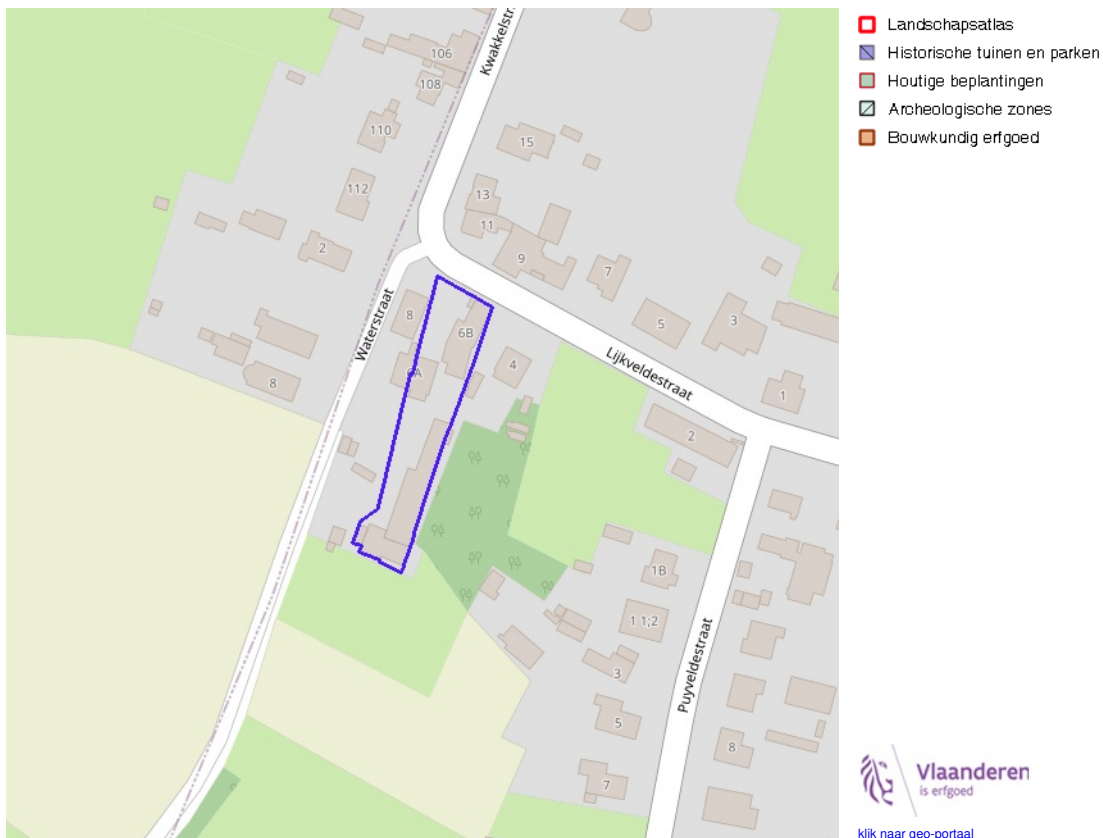 Landschapsatlas
Historische tuinen en parken
Houtige beplantingen
Archeologische zones
Bouwkundig erfgoed
Kwakkelstr.
106
108
110
112
15
13
11
9
7
5
3
1
2
8
Waterstraat
8
6A
6B
4
Lijkveldestraat
2
8
1B
1 1;2
3
5
7
8
Puyveldestraat
Vlaanderen
is erfgoed
klik naar geo-portaal